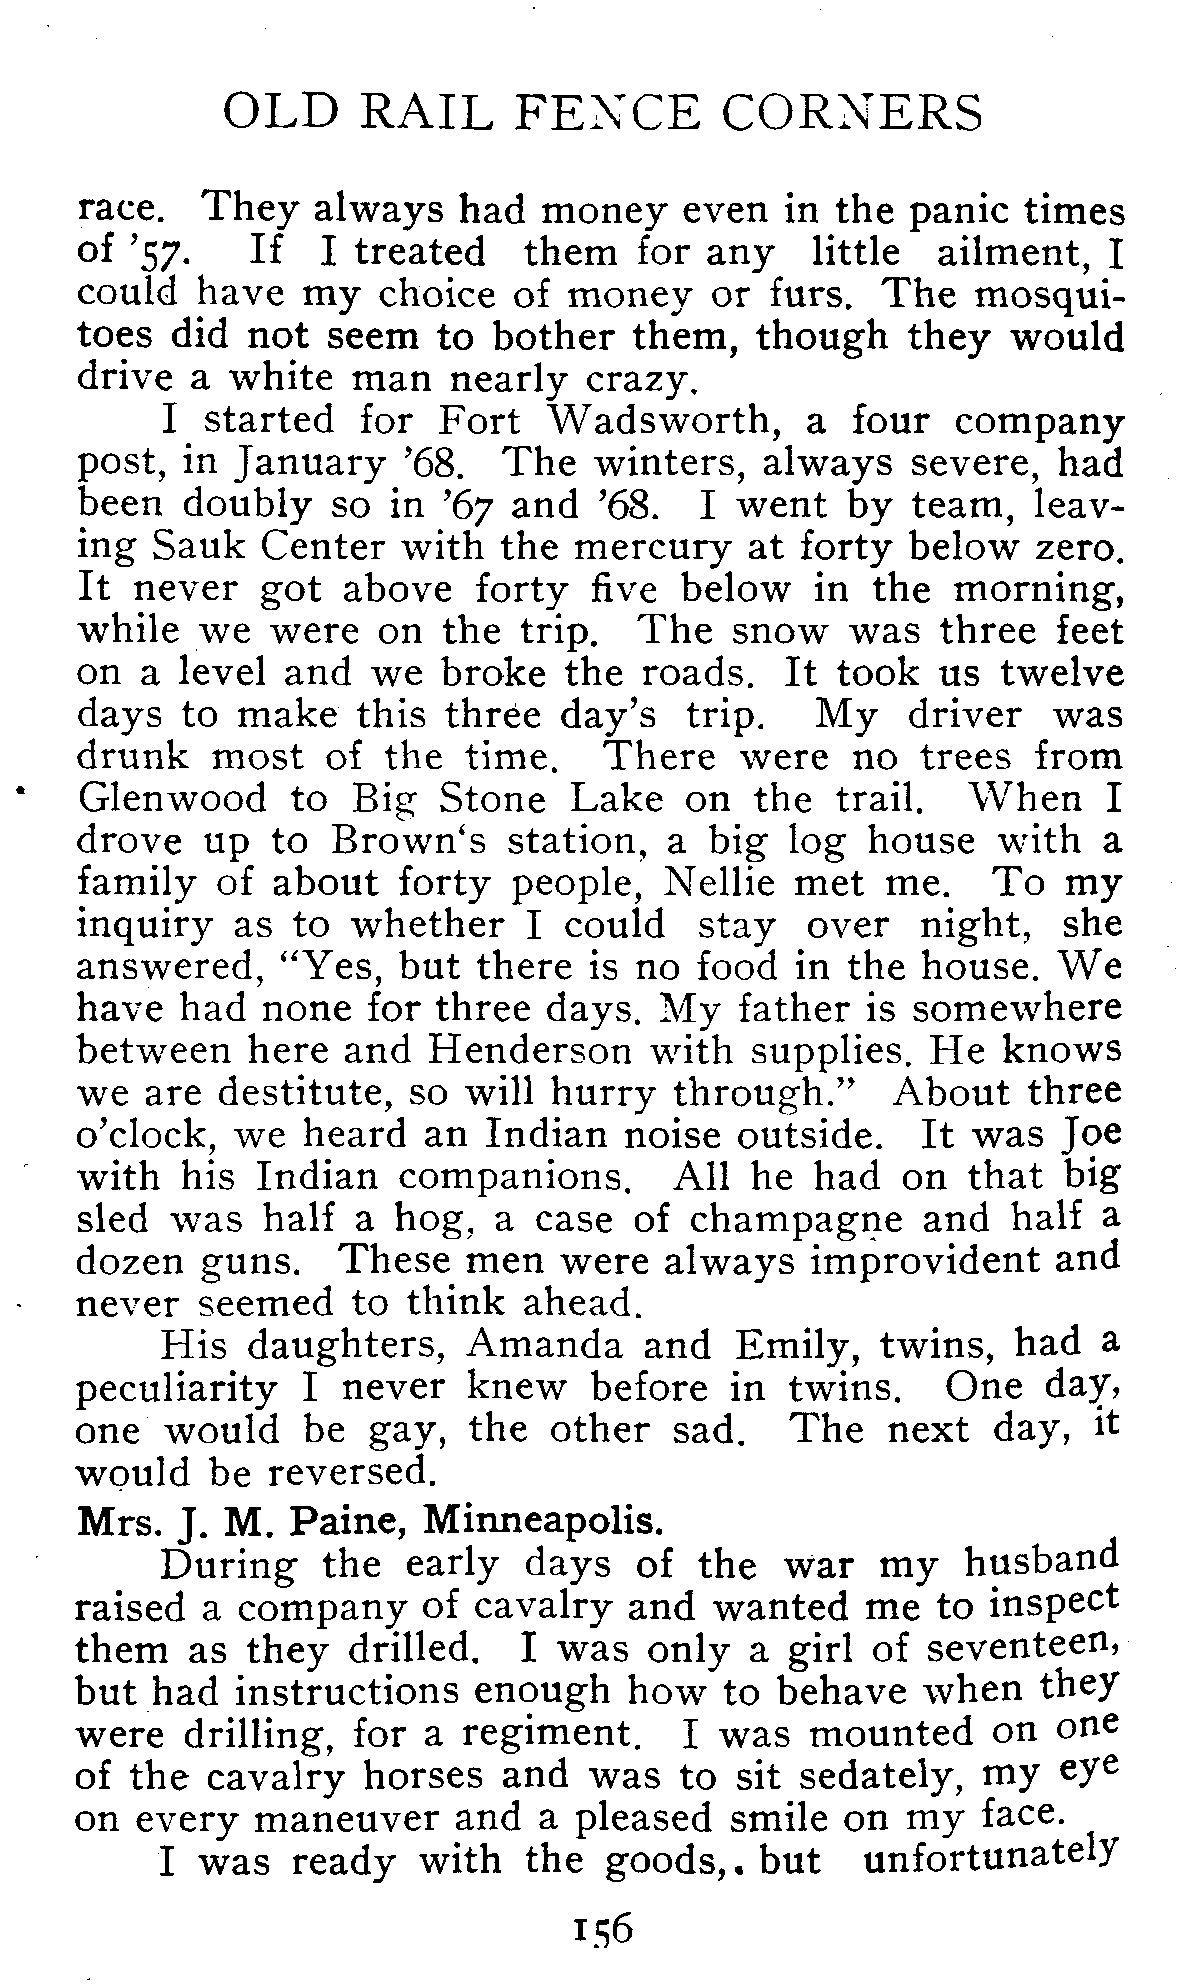 OLD RAIL FENCE CORNERS
race. They always had money even in the panic times
of '57. If I treated them for any little ailment, I
could have my choice of money or furs. The mosqui-
toes did not seem to bother them, though they would
drive a white man nearly crazy.
I started for Fort Wadsworth, a four company
post, in January '68. The winters, always severe, had
been doubly so in '67 and '68. I went by team, leav-
ing Sauk Center with the mercury at forty below zero.
It never got above forty five below in the morning,
while we were on the trip. The snow was three feet
on a level and we broke the roads. It took us twelve
days to make this three day's trip. My driver was
drunk most of the time. There were no trees from
Glenwood to Big Stone Lake on the trail. When I
drove up to Brown‘s station, a big log house with a
family of about forty people, Nellie met me. To my
inquiry as to whether I could stay over night, she
answered, "Yes, but there is no food in the house. We
have had none for three days. My father is somewhere
between here and Henderson with supplies. He knows
we are destitute, so will hurry through." About three
o'clock, we heard an Indian noise outside. It was Joe
with his Indian companions. All he had on that big
sled was half a hog, a case of champagne and half a
dozen guns. These men were always improvident and
never seemed to think ahead.
His daughters, Amanda and Emily, twins, had a
peculiarity I never knew before in twins. One day,
one would be gay, the other sad. The next day, it
would be reversed.
Mrs. J. M. Paine, Minneapolis.
During the early days of the war my husband
raised a company of cavalry and wanted me to inspect
them as they drilled. I was only a girl of seventeen,
but had instructions enough how to behave when they
were drilling, for a regiment. I was mounted on one
of the cavalry horses and was to sit sedately, my eye
on every maneuver and a pleased smile on my face.
I was ready with the goods,. but unfortunately
156